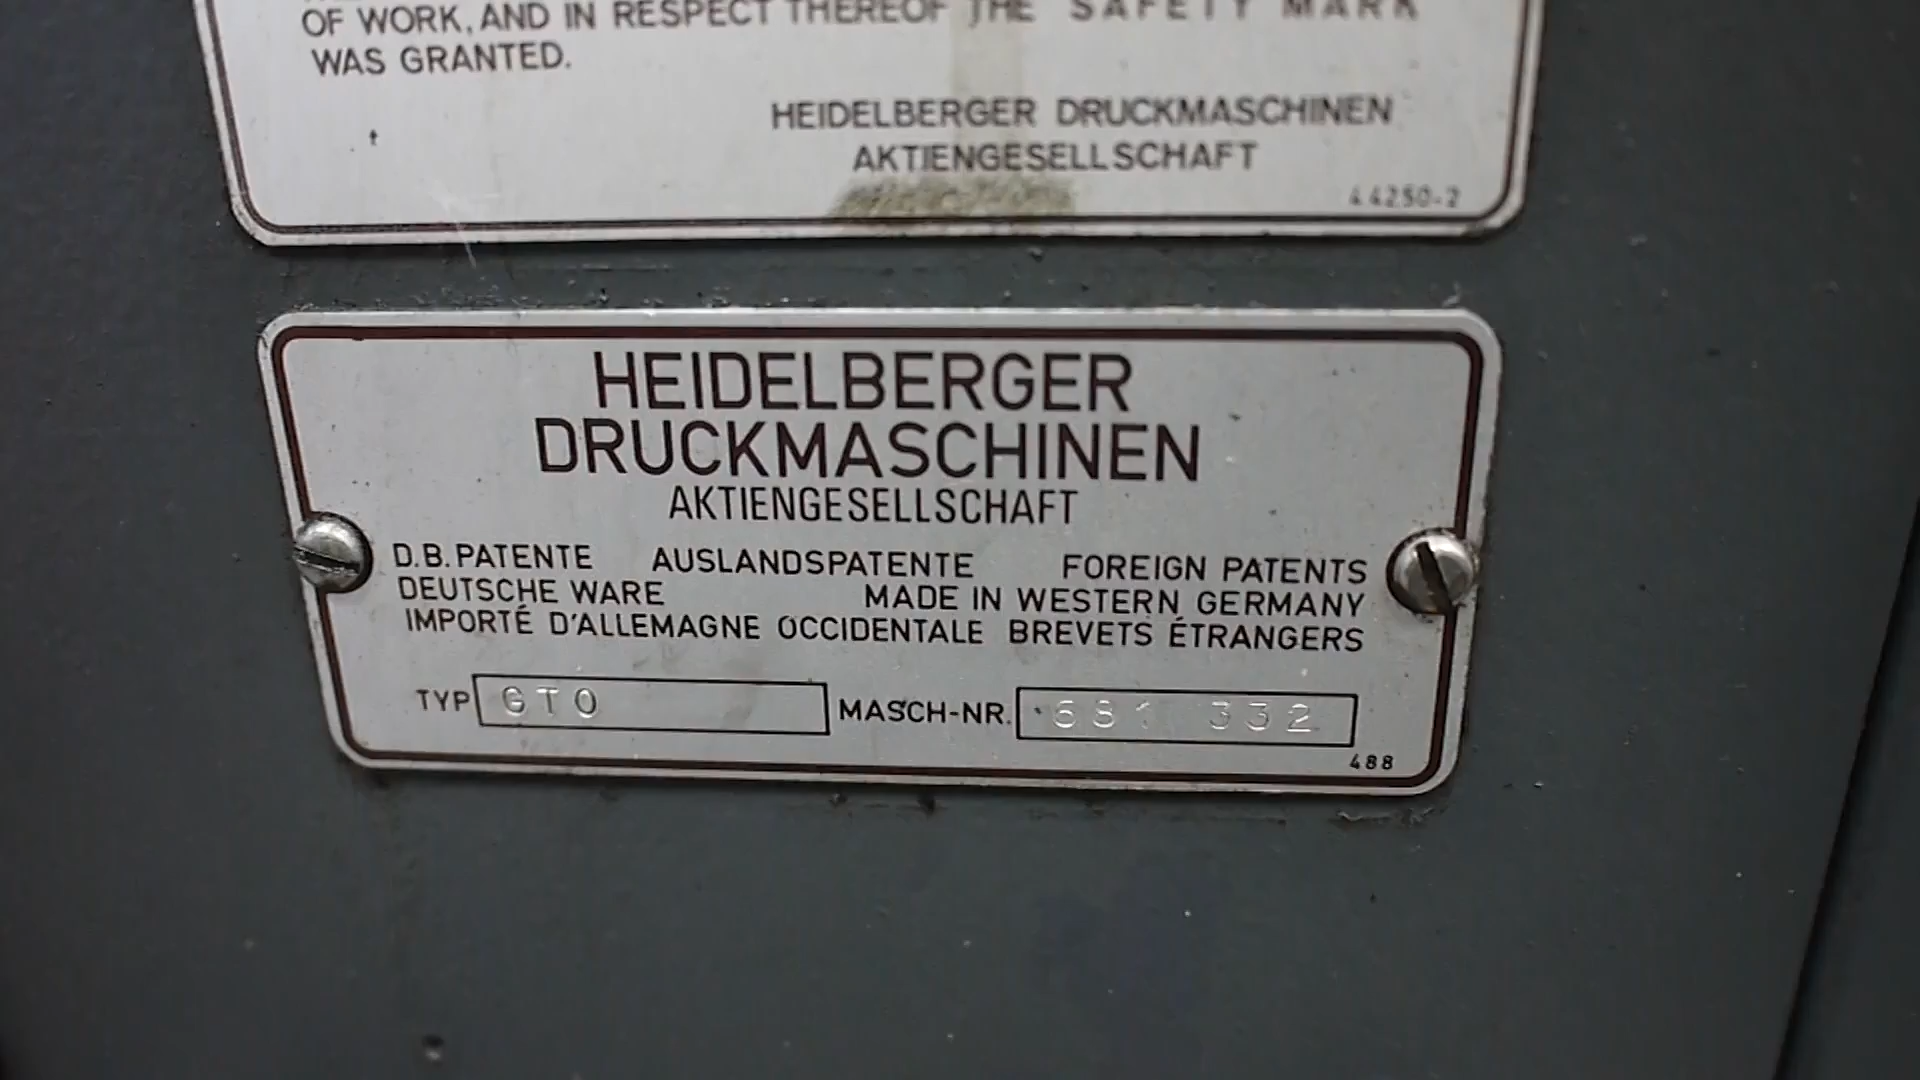 OF WORK, AND IN RESPECT THEREOF THE SAFETY MARK
WAS GRANTED.
HEIDELBERGER DRUCKMASCHINEN
AKTIENGESELLSCHAFT
44250-2
HEIDELBERGER
DRUCKMASCHINEN
AKTIENGESELLSCHAFT
D.B. PATENTE AUSLANDSPATENTE FOREIGN PATENTS
DEUTSCHE WARE MADE IN WESTERN GERMANY
IMPORTÉ D'ALLEMAGNE OCCIDENTALE BREVETS ÉTRANGERS
TYP GTO MASCH-NR. 681 332
488